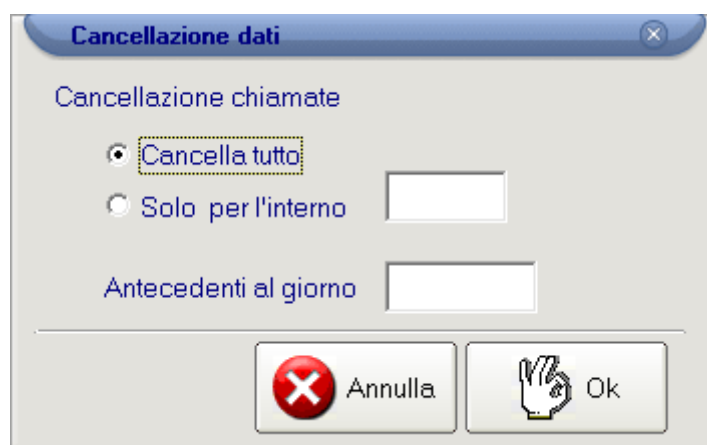 Cancellazione dati
Cancellazione chiamate
Cancella tutto
Solo per l'interno
Antecedenti al giorno
Annulla
Ok